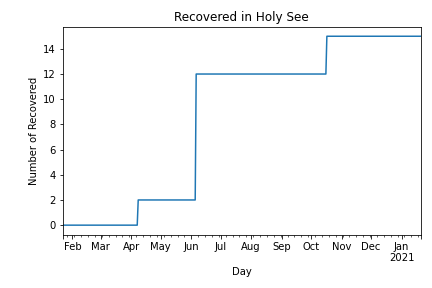 Recovered in Holy See
Number of Recovered
14
12
10
8
6
4
2
0
Feb Mar Apr May Jun Jul Aug Sep Oct Nov Dec Jan
2021
Day